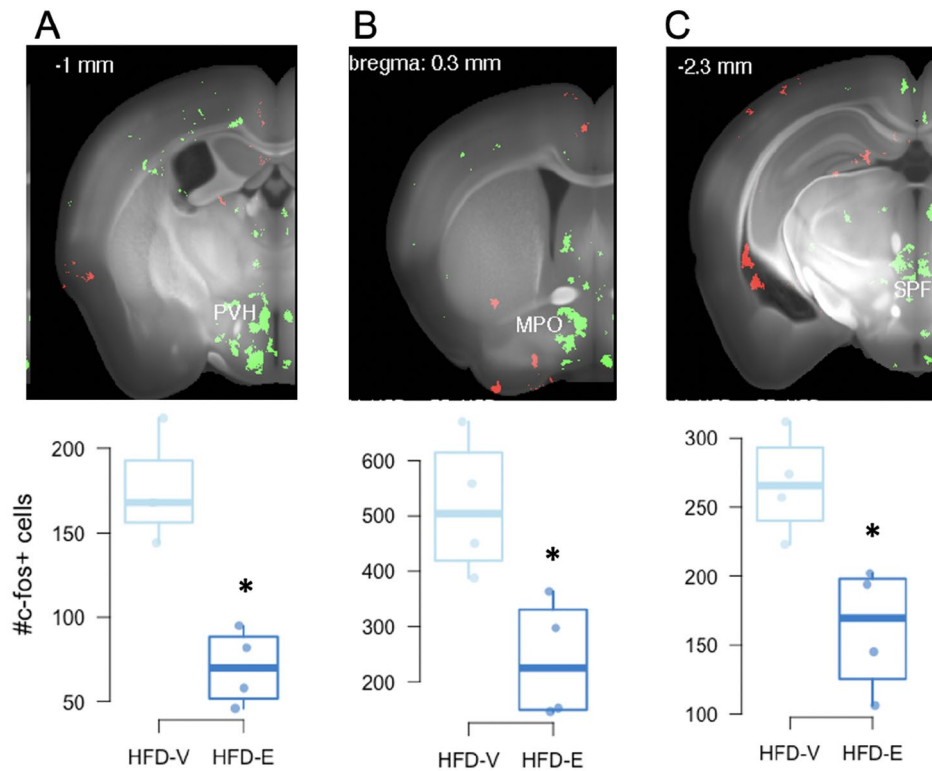 A
B
C
-1 mm
bregma: 0.3 mm
-2.3 mm
PVH
MPO
SPF
#c-fos+ cells
200
150
100
50
*
HFD-V
HFD-E
600
500
400
300
200
*
HFD-V
HFD-E
300
250
200
150
100
*
HFD-V
HFD-E